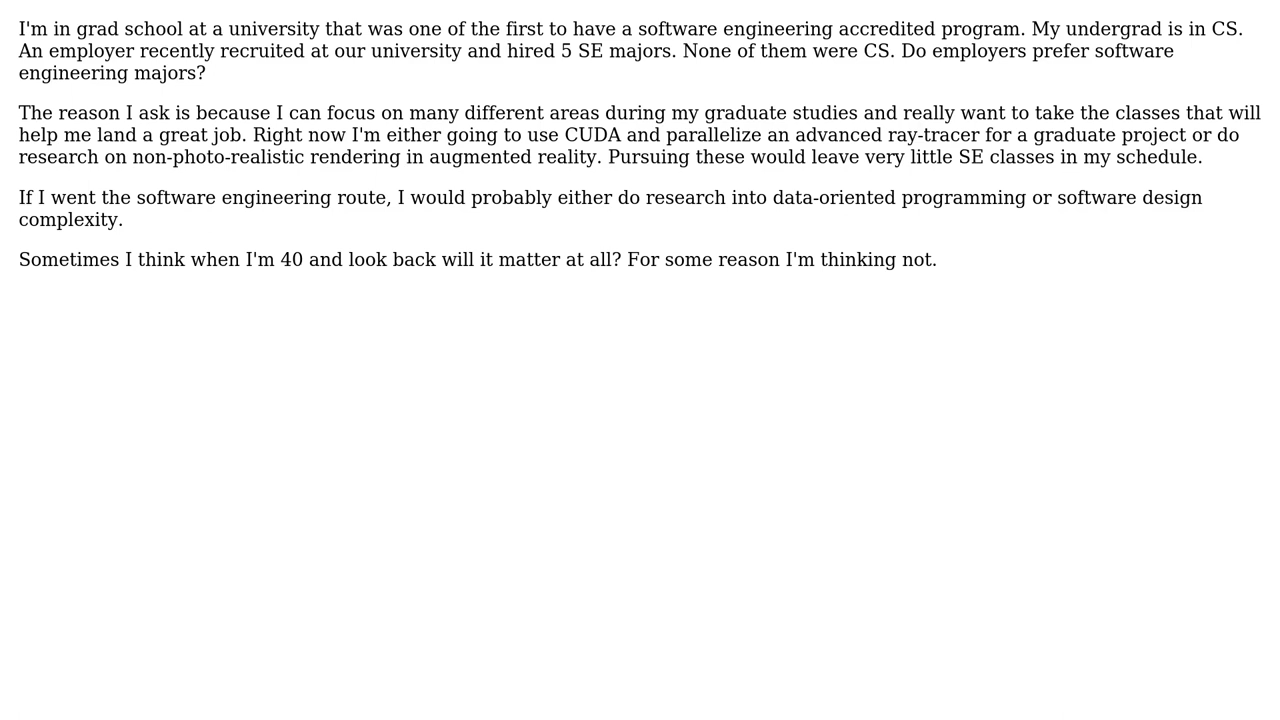 I'm in grad school at a university that was one of the first to have a software engineering accredited program. My undergrad is in CS.
An employer recently recruited at our university and hired 5 SE majors. None of them were CS. Do employers prefer software
engineering majors?
The reason I ask is because I can focus on many different areas during my graduate studies and really want to take the classes that will
help me land a great job. Right now I'm either going to use CUDA and parallelize an advanced ray-tracer for a graduate project or do
research on non-photo-realistic rendering in augmented reality. Pursuing these would leave very little SE classes in my schedule.
If I went the software engineering route, I would probably either do research into data-oriented programming or software design
complexity.
Sometimes I think when I'm 40 and look back will it matter at all? For some reason I'm thinking not.